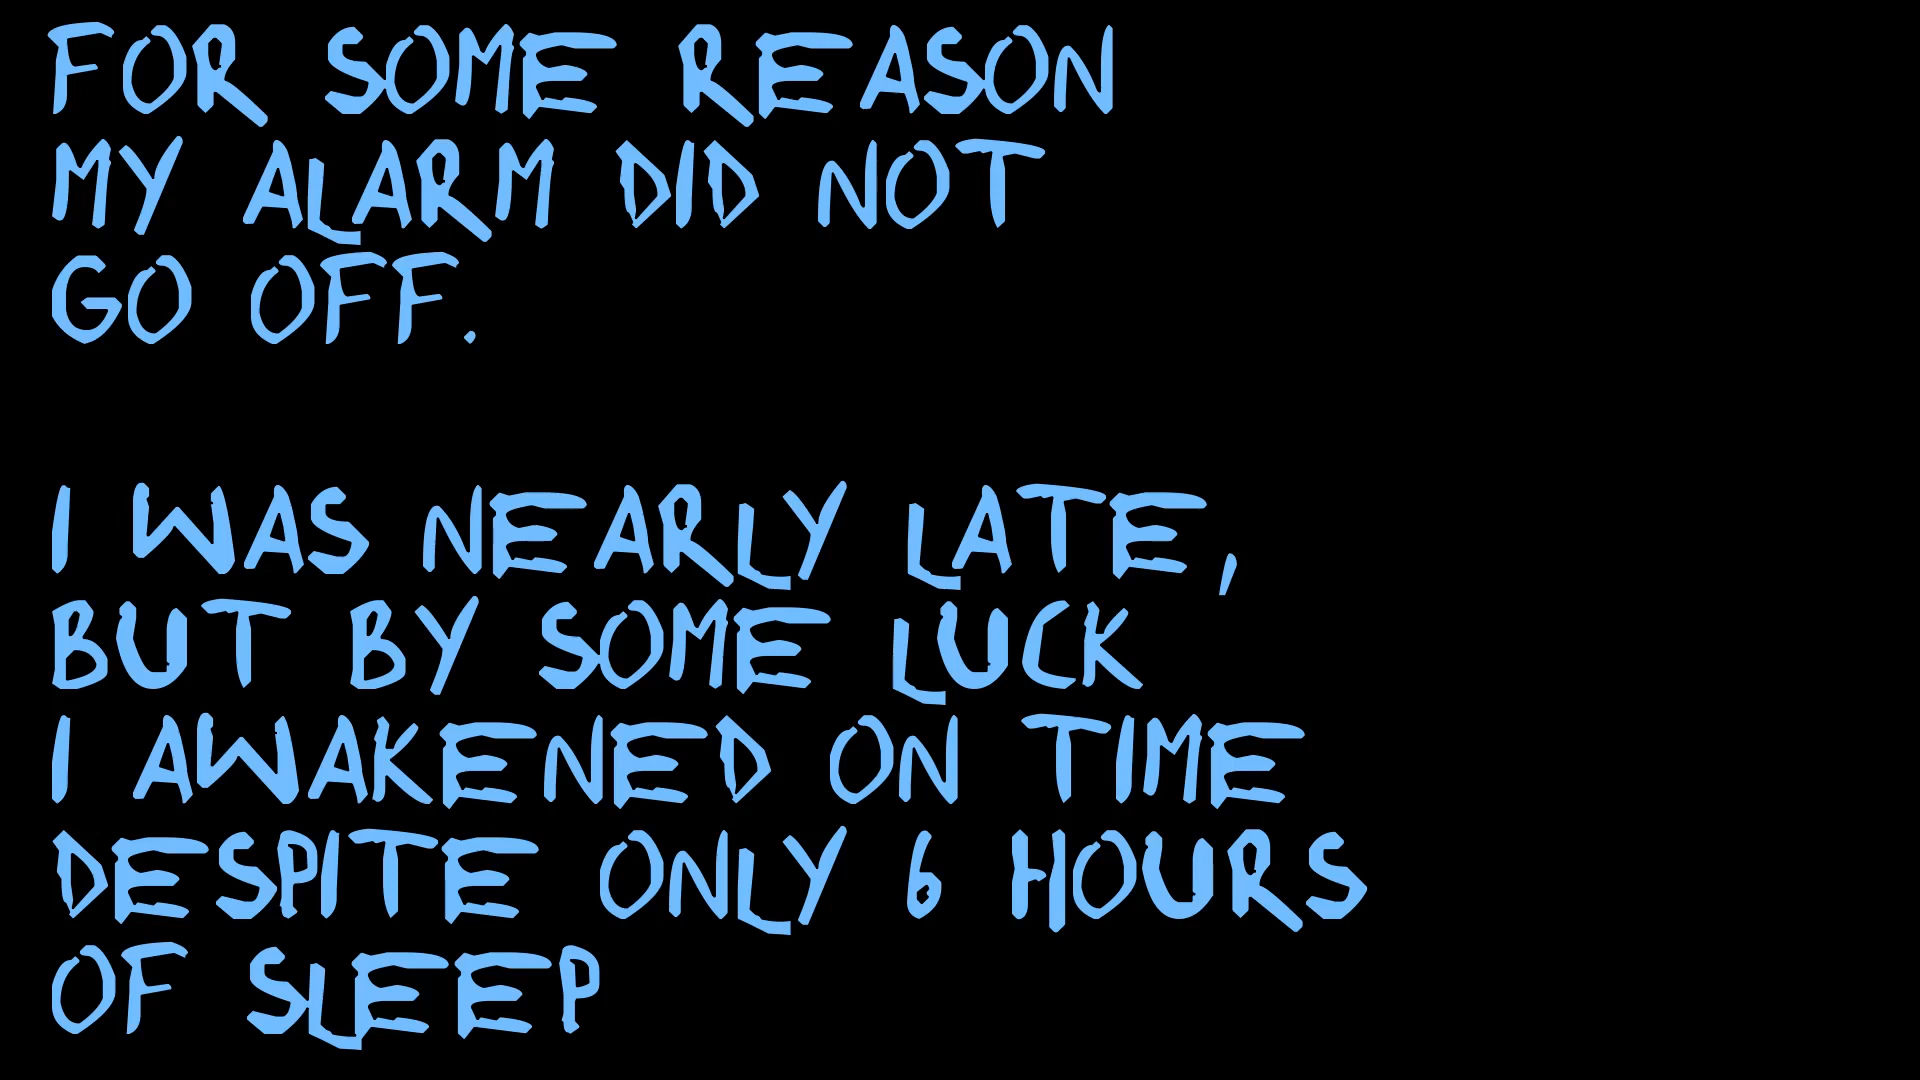 FOR SOME REASON
MY ALARM DID NOT
GO OFF.
I WAS NEARLY LATE,
BUT BY SOME LUCK
I AWAKENED ON TIME
DESPITE ONLY 6 HOURS
OF SLEEP